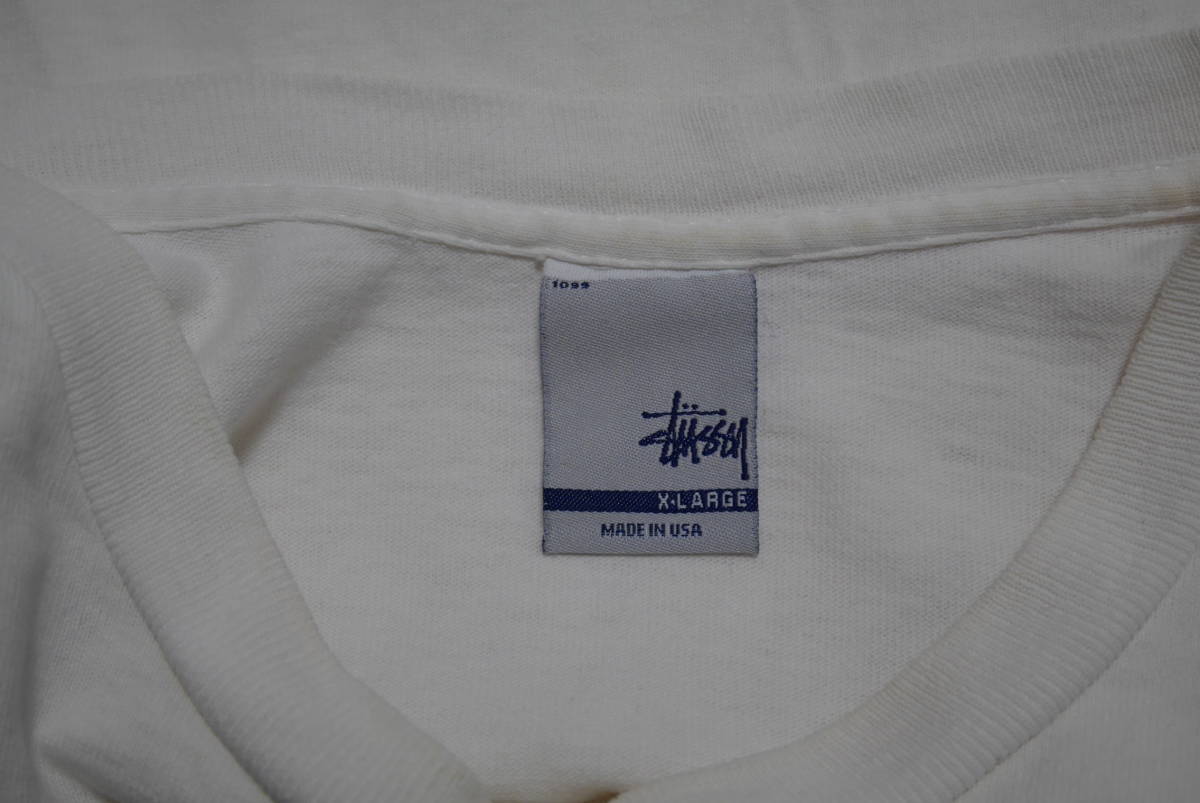 1099
Stüssy
X-LARGE
MADE IN USA